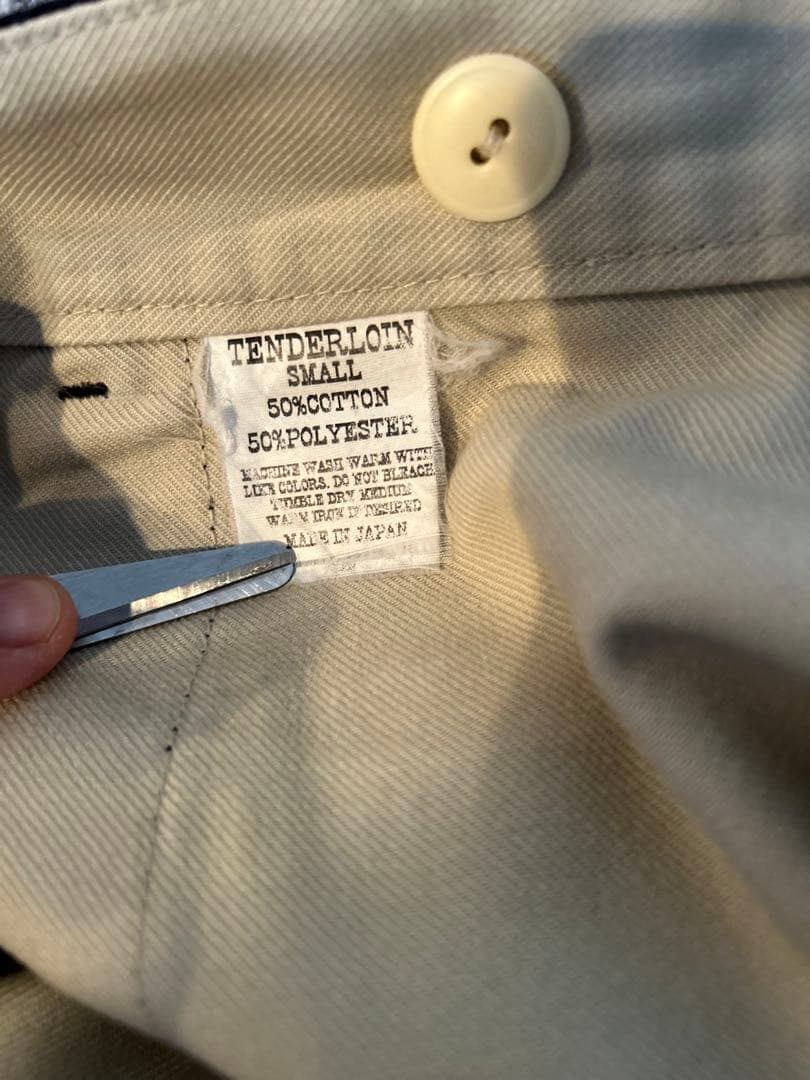 TENDERLOIN
SMALL
50%COTTON
50%POLYESTER
MACHINE WASH WARM WITH
LIKE COLORS. DO NOT BLEACH
TUMBLE DRY MEDIUM
WARM IRON IF DESIRED
MADE IN JAPAN